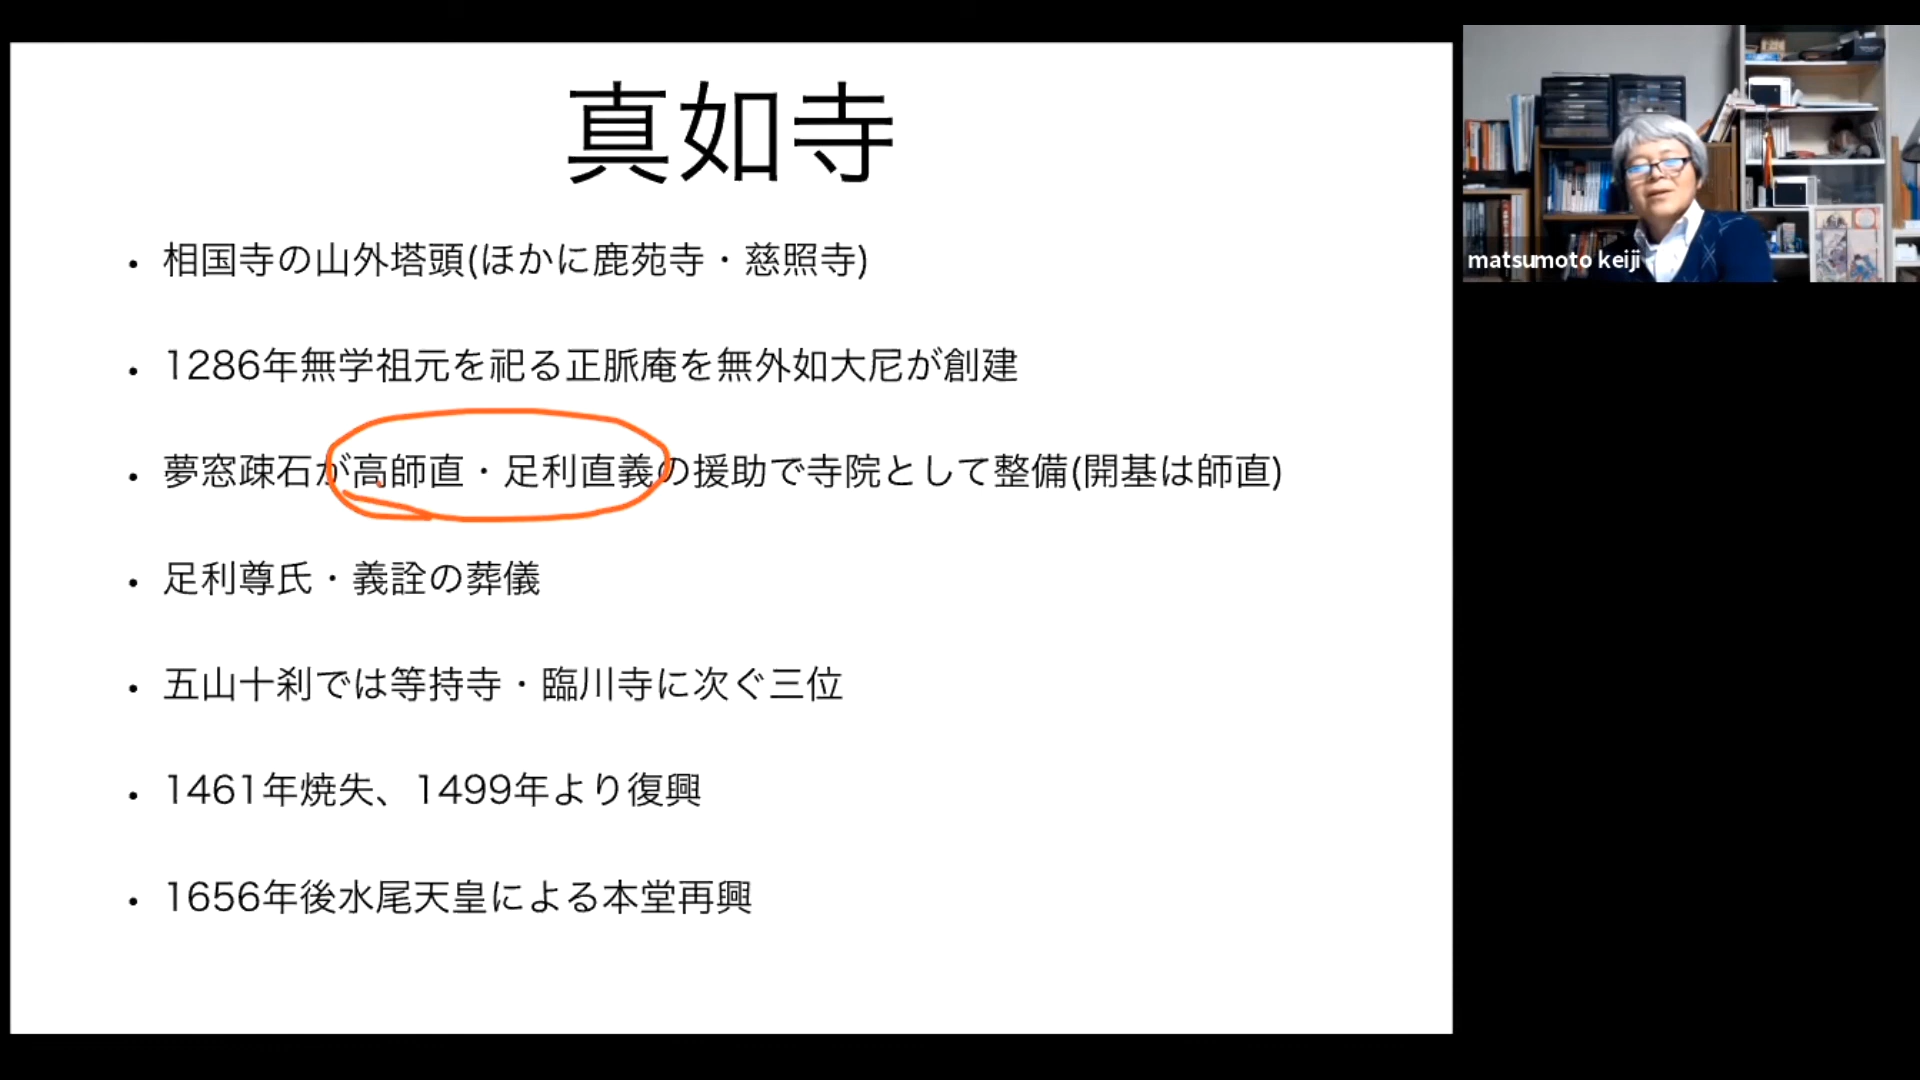 真如寺
• 相国寺の山外塔頭(ほかに鹿苑寺・慈照寺)
• 1286年無学祖元を祀る正脈庵を無外如大尼が創建
• 夢窓疎石が高師直・足利直義の援助で寺院として整備(開基は師直)
• 足利尊氏・義詮の葬儀
• 五山十刹では等持寺・臨川寺に次ぐ三位
• 1461年焼失、1499年より復興
• 1656年後水尾天皇による本堂再興
matsumoto keiji